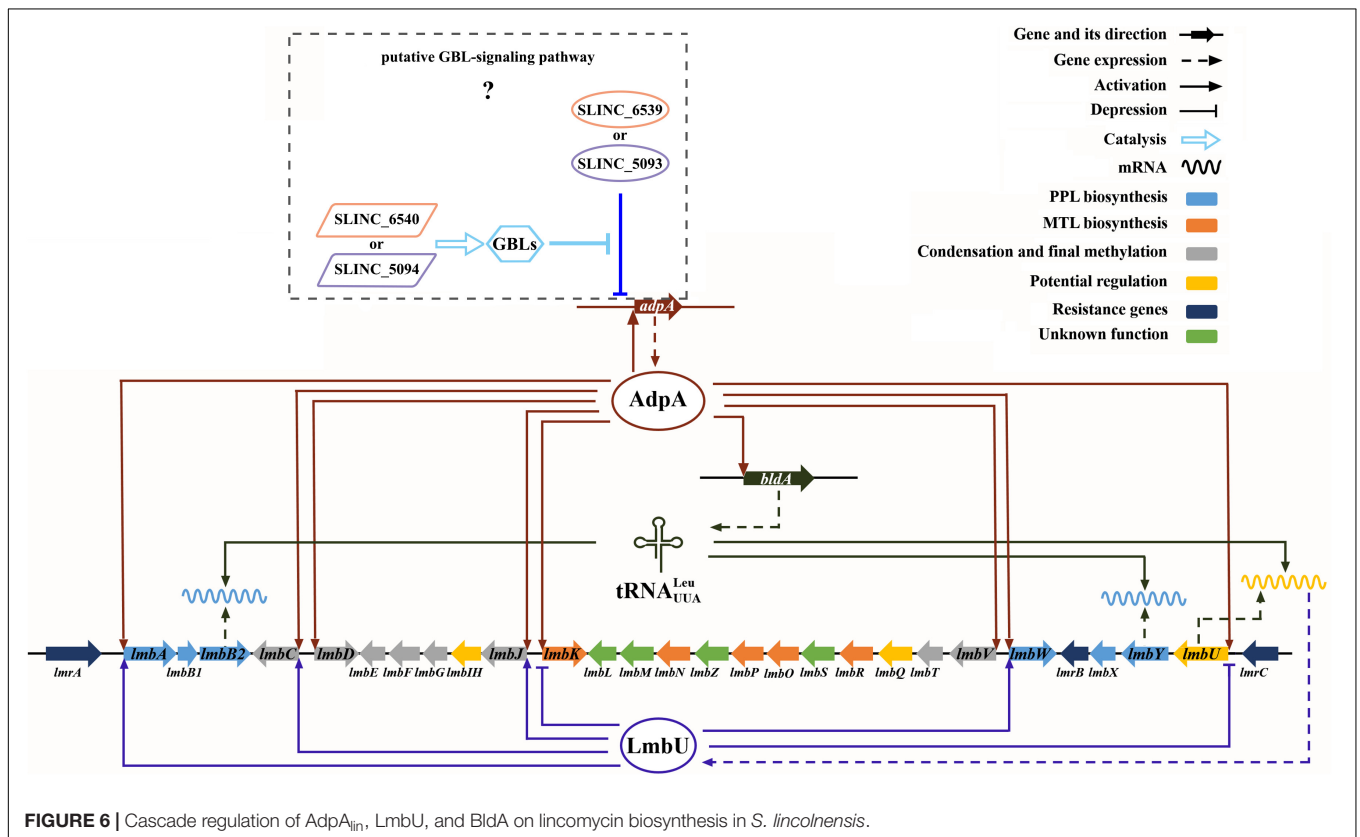 putative GBL-signaling pathway
?
SLINC_6539
or
SLINC_5093
SLINC_6540
or
SLINC_5094
GBLs
Gene and its direction
Gene expression
Activation
Depression
Catalysis
mRNA
PPL biosynthesis
MTL biosynthesis
Condensation and final methylation
Potential regulation
Resistance genes
Unknown function
adpA
AdpA
bldA
tRNA Leu UUA
lmrA
lmbA
lmbB1
lmbB2
lmbC
lmbD
lmbE
lmbF
lmbG
lmbIH
lmbJ
lmbK
lmbL
lmbM
lmbN
lmbZ
lmbP
lmbO
lmbS
lmbR
lmbQ
lmbT
lmbV
lmbW
lmrB
lmbX
lmbY
lmbU
lmrC
LmbU
FIGURE 6 | Cascade regulation of AdpAlin, LmbU, and BldA on lincomycin biosynthesis in S. lincolnensis.